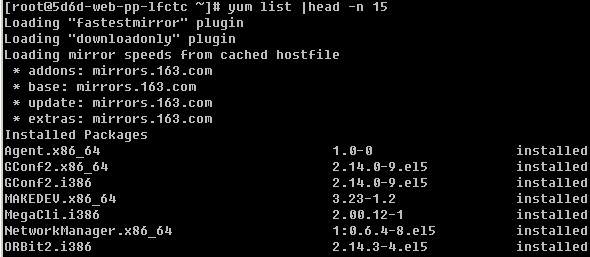 [root@5d6d-web-pp-lfctc ~]# yum list |head -n 15
Loading "fastestmirror" plugin
Loading "downloadonly" plugin
Loading mirror speeds from cached hostfile
 * addons: mirrors.163.com
 * base: mirrors.163.com
 * update: mirrors.163.com
 * extras: mirrors.163.com
Installed Packages
Agent.x86_64 1.0-0 installed
GConf2.x86_64 2.14.0-9.el5 installed
GConf2.i386 2.14.0-9.el5 installed
MAKEDEV.x86_64 3.23-1.2 installed
MegaCli.i386 2.00.12-1 installed
NetworkManager.x86_64 1:0.6.4-8.el5 installed
ORBit2.i386 2.14.3-4.el5 installed